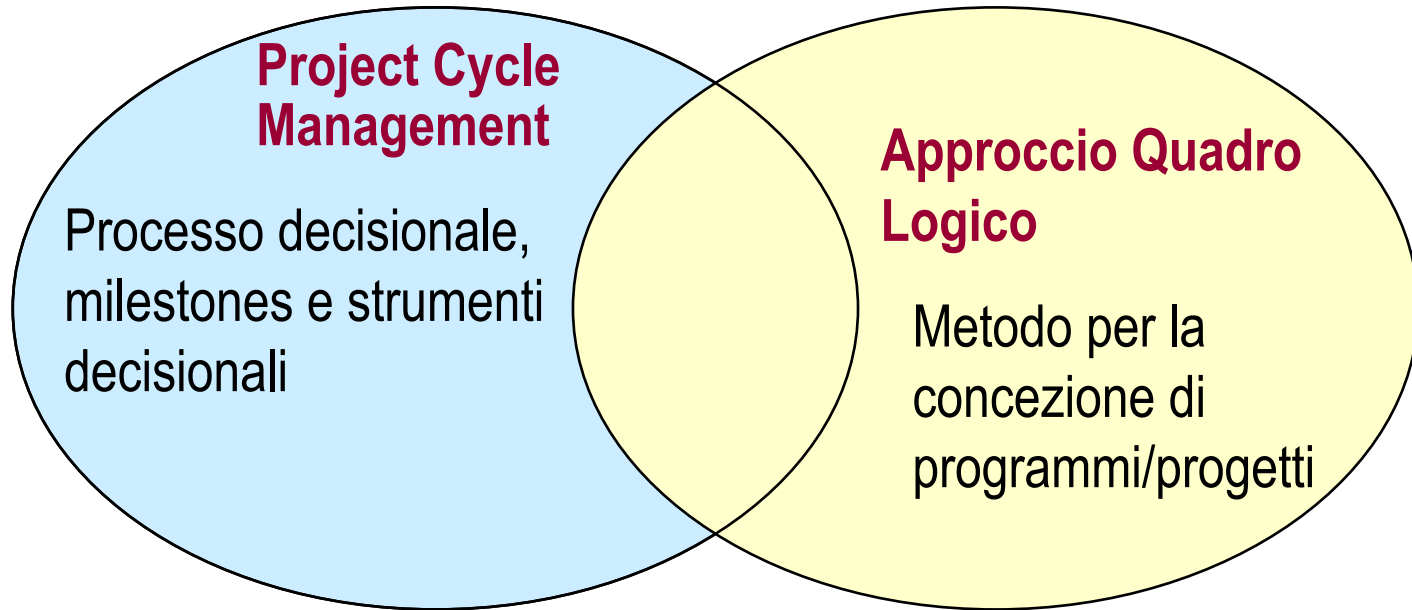 Project Cycle
Management
Processo decisionale,
milestones e strumenti
decisionali
Approccio Quadro
Logico
Metodo per la
concezione di
programmi/progetti